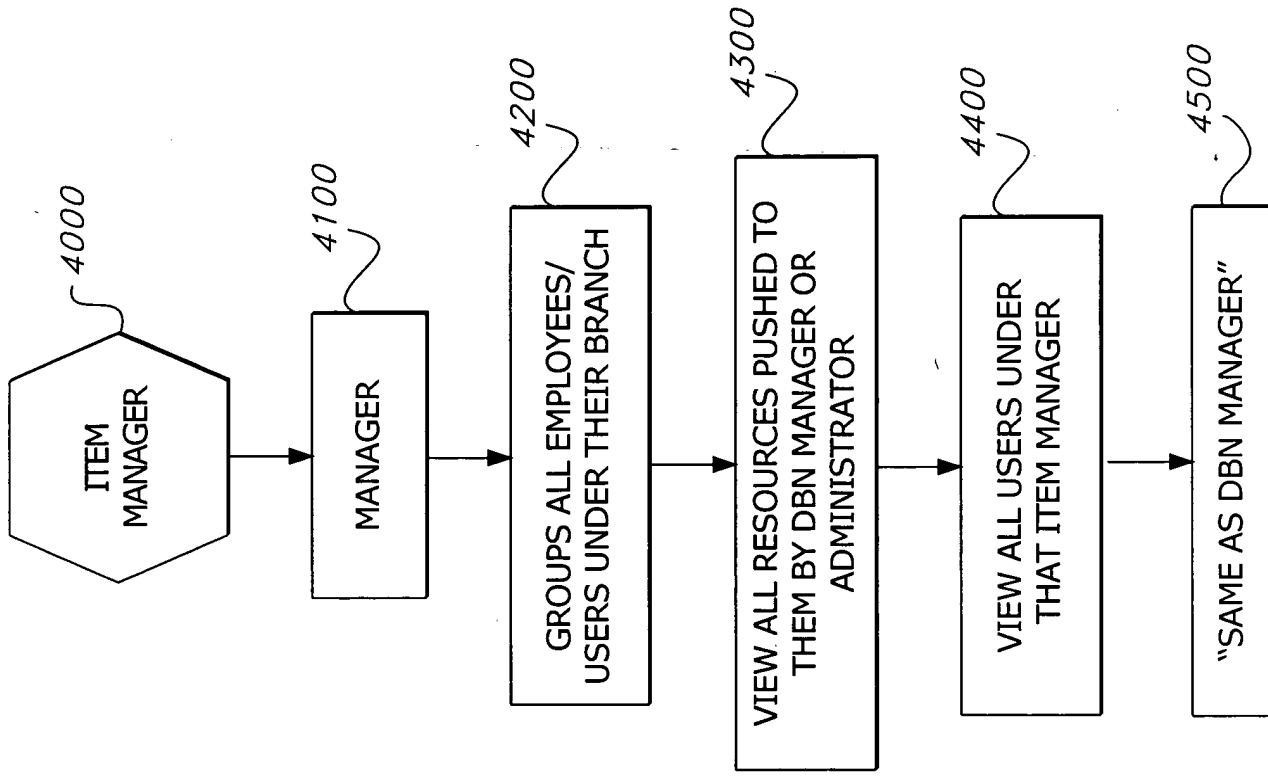 4000
ITEM
MANAGER
4100
MANAGER
4200
GROUPS ALL EMPLOYEES/
USERS UNDER THEIR BRANCH
4300
VIEW ALL RESOURCES PUSHED TO
THEM BY DBN MANAGER OR
ADMINISTRATOR
4400
VIEW ALL USERS UNDER
THAT ITEM MANAGER
4500
“SAME AS DBN MANAGER”